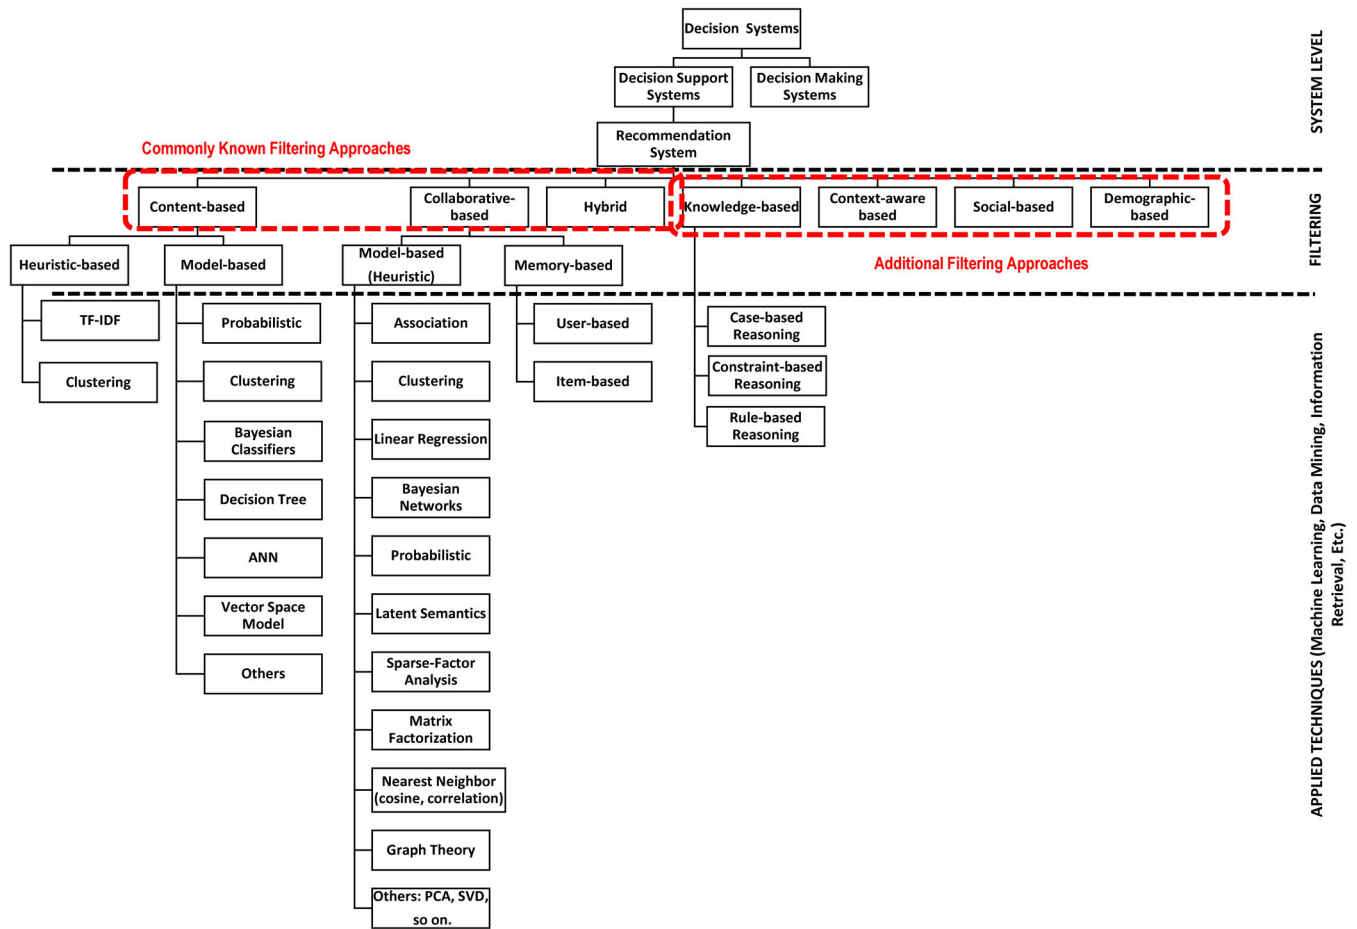 Decision Systems
Decision Support
Systems
Decision Making
Systems
Recommendation
System
SYSTEM LEVEL
Commonly Known Filtering Approaches
Content-based
Collaborative-
based
Hybrid
Knowledge-based
Context-aware
based
Social-based
Demographic-
based
FILTERING
Heuristic-based
Model-based
Model-based
(Heuristic)
Memory-based
Additional Filtering Approaches
TF-IDF
Clustering
Probabilistic
Clustering
Bayesian
Classifiers
Decision Tree
ANN
Vector Space
Model
Others
Association
Clustering
Linear Regression
Bayesian
Networks
Probabilistic
Latent Semantics
Sparse-Factor
Analysis
Matrix
Factorization
Nearest Neighbor
(cosine, correlation)
Graph Theory
Others: PCA, SVD,
so on.
User-based
Item-based
Case-based
Reasoning
Constraint-based
Reasoning
Rule-based
Reasoning
APPLIED TECHNIQUES (Machine Learning, Data Mining, Information
Retrieval, Etc.)